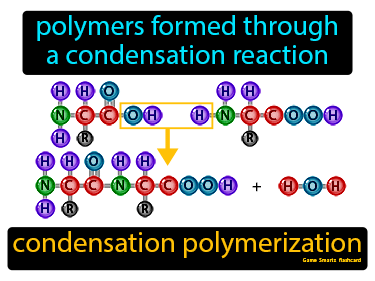 polymers formed through
a condensation reaction
H H O H H
N C C O H H N C C O O H
H R R
H H O H H
N C C N C C O O H + H O H
H R R
condensation polymerization
Game Smartz flashcard